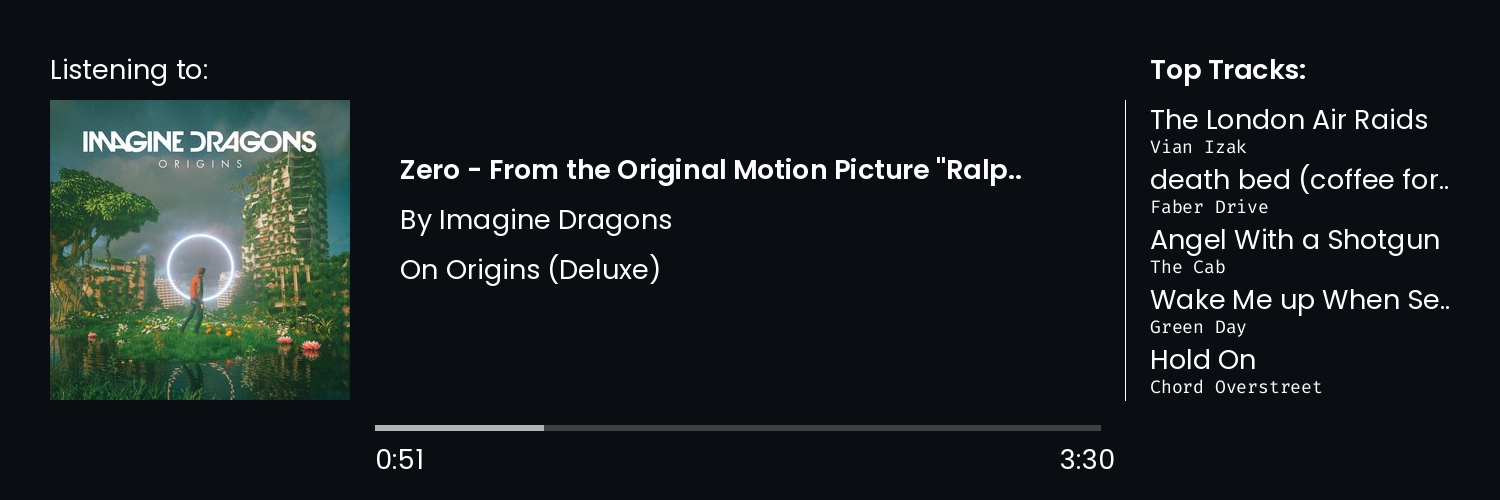 Listening to:
IMAGINE DRAGONS
ORIGINS
Zero - From the Original Motion Picture "Ralp..
By Imagine Dragons
On Origins (Deluxe)
0:51
3:30
Top Tracks:
The London Air Raids
Vian Izak
death bed (coffee for..
Faber Drive
Angel With a Shotgun
The Cab
Wake Me up When Se..
Green Day
Hold On
Chord Overstreet